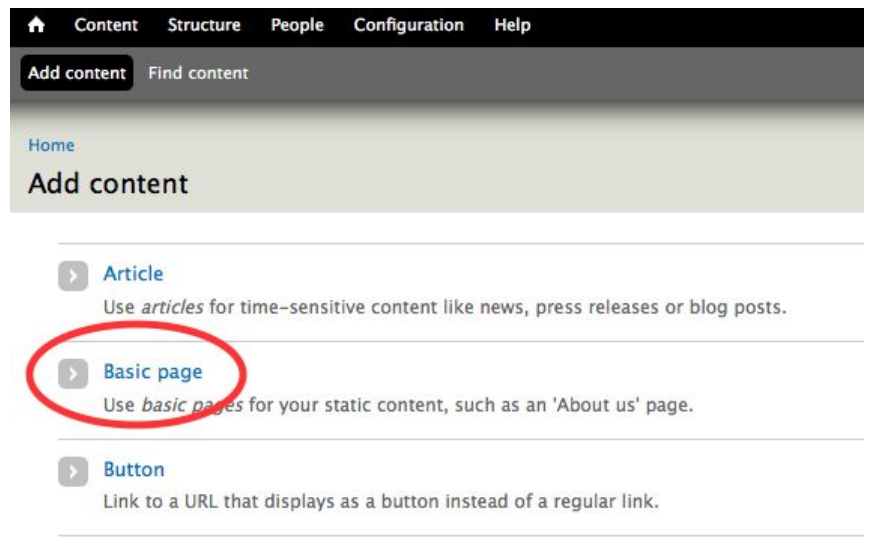 Content Structure People Configuration Help
Add content Find content
Home
Add content
Article
Use articles for time-sensitive content like news, press releases or blog posts.
Basic page
Use basic pages for your static content, such as an 'About us' page.
Button
Link to a URL that displays as a button instead of a regular link.